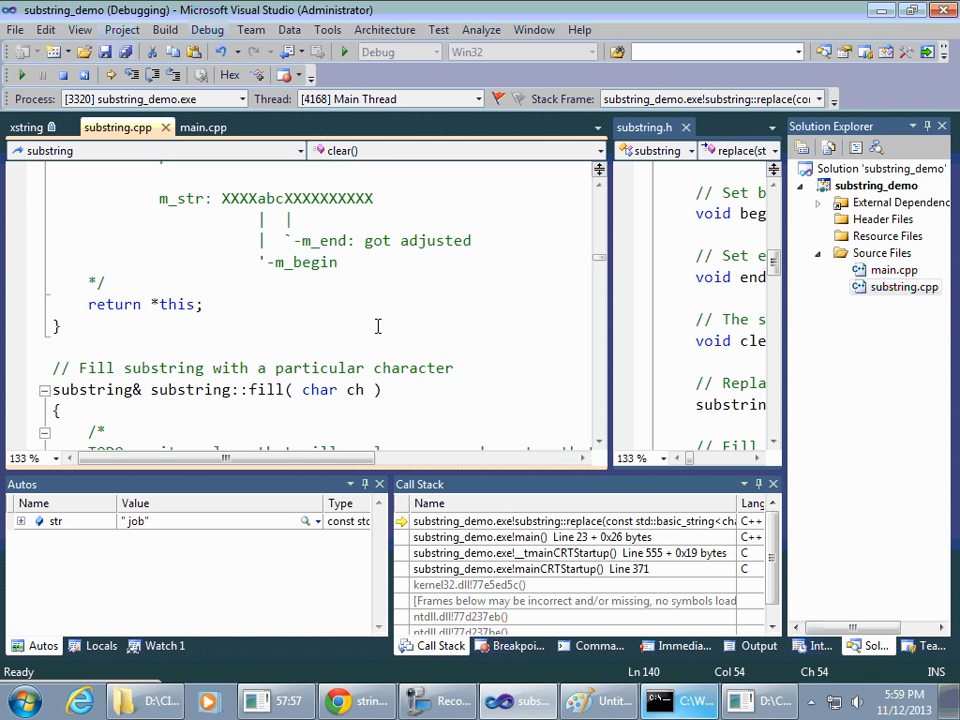 substring_demo (Debugging) - Microsoft Visual Studio (Administrator)
File Edit View Project Build Debug Team Data Tools Architecture Test Analyze Window Help
Debug Win32
Hex
Process: [3320] substring_demo.exe Thread: [4168] Main Thread Stack Frame: substring_demo.exe!substring::replace(co
xstring substring.cpp main.cpp substring.h Solution Explorer
substring clear() substring replace(st
Solution 'substring_demo'
substring_demo
External Dependenc
Header Files
Resource Files
Source Files
main.cpp
substring.cpp
m_str: XXXXabcXXXXXXXXXX
| |
| `-m_end: got adjusted
'-m_begin
*/
return *this;
}
// Fill substring with a particular character
substring& substring::fill( char ch )
{
/*
// Set b
void beg
// Set e
void end
// The s
void cle
// Repla
substrin
// Fill
133 % 133 %
Autos
Name Value Type
str "job" const stc
Call Stack
Name Lang
substring_demo.exe!substring::replace(const std::basic_string<cha C++
substring_demo.exe!main() Line 23 + 0x26 bytes C++
substring_demo.exe!__tmainCRTStartup() Line 555 + 0x19 bytes C
substring_demo.exe!mainCRTStartup() Line 371 C
kernel32.dll!77e5ed5c()
[Frames below may be incorrect and/or missing, no symbols load
ntdll.dll!77d237eb()
Autos Locals Watch 1 Call Stack Breakpoi... Comma... Immedia... Output Int... Sol... Tea...
Ready Ln 140 Col 54 Ch 54 INS
D:\Cl... 57:57 strin... Reco... subs... Untit... C:\W... D:\C...
5:59 PM
11/12/2013